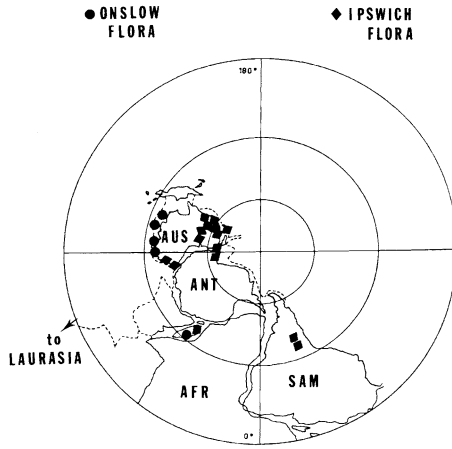 ● ONSLOW
FLORA
◆ IPSWICH
FLORA
180°
AUS
ANT
to
LAURASIA
AFR
SAM
0°